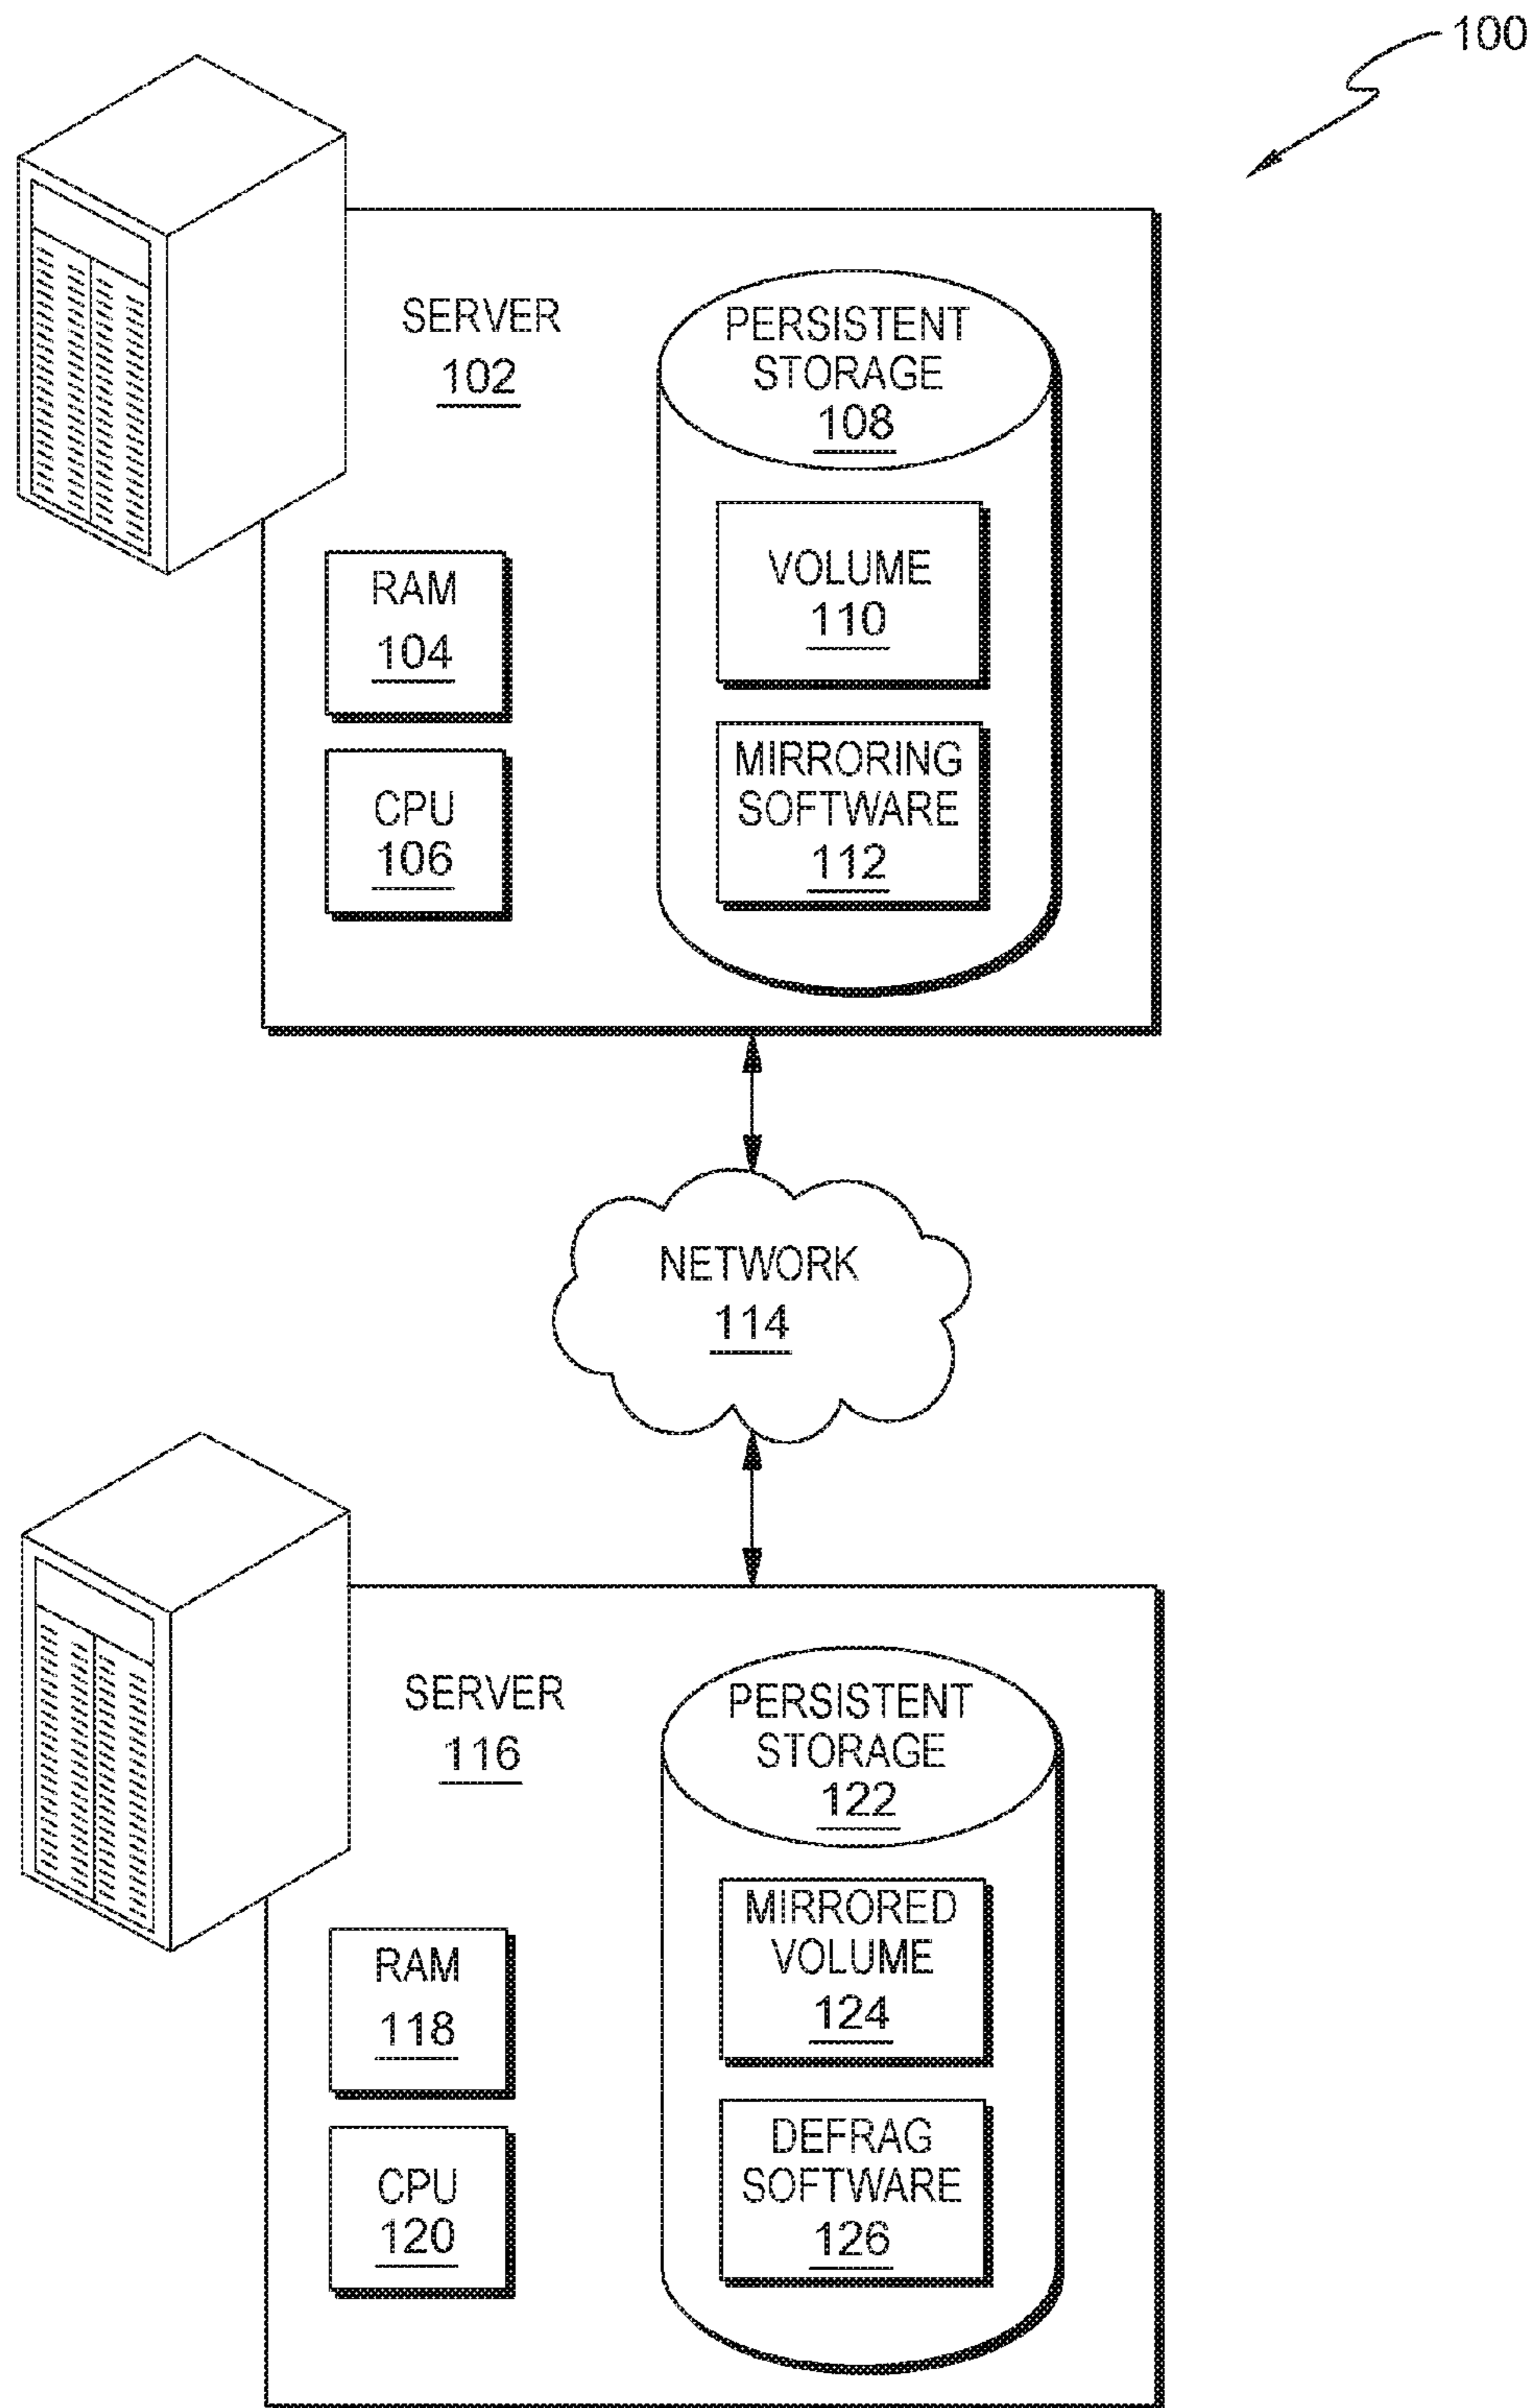 100
SERVER
102
PERSISTENT
STORAGE
108
VOLUME
110
RAM
104
MIRRORING
SOFTWARE
112
CPU
106
NETWORK
114
SERVER
116
PERSISTENT
STORAGE
122
MIRRORED
VOLUME
124
RAM
118
DEFRAG
SOFTWARE
126
CPU
120